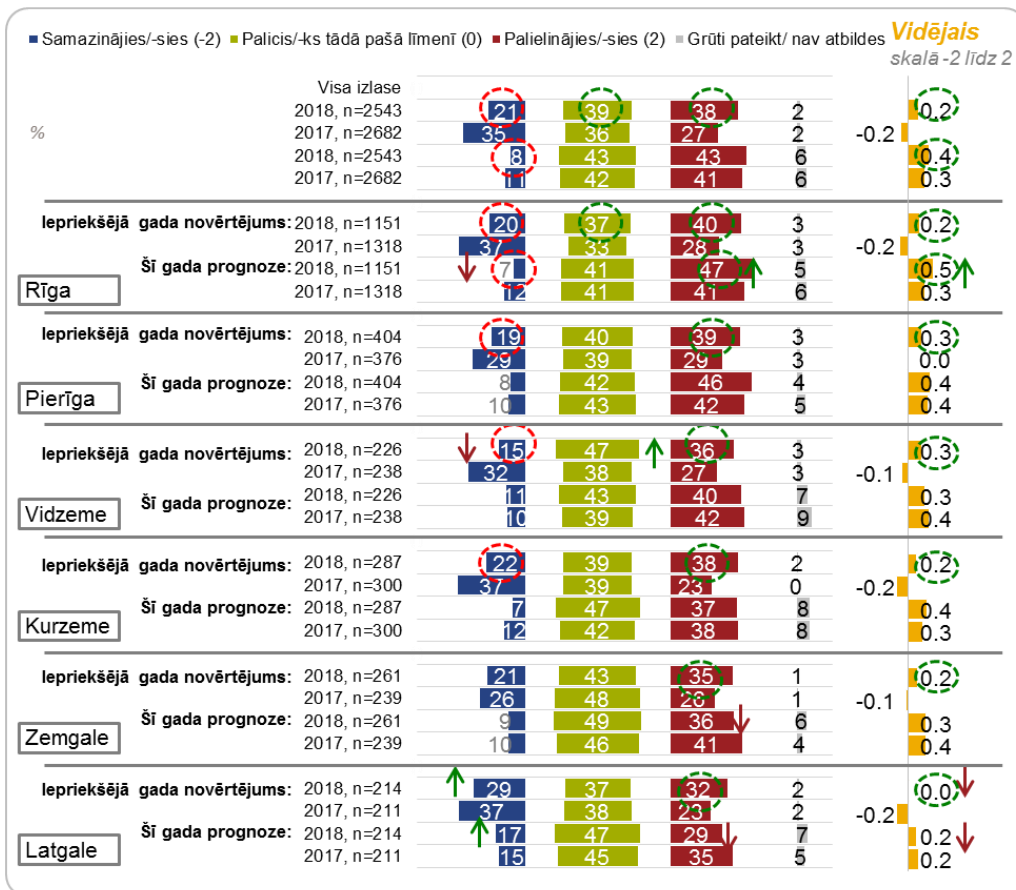 Samazinājies/-sies (-2) Palicis/-ks tādā pašā līmenī (0) Palielinājies/-sies (2) Grūti pateikt/ nav atbildes Vidējais
skalā -2 līdz 2
Visa izlase
2018, n=2543 21 39 38 2 0.2
% 2017, n=2682 35 36 27 2 -0.2
2018, n=2543 8 43 43 6 0.4
2017, n=2682 11 42 41 6 0.3
Iepriekšējā gada novērtējums: 2018, n=1151 20 37 40 3 0.2
2017, n=1318 37 33 28 3 -0.2
Šī gada prognoze: 2018, n=1151 7 41 47 5 0.5
Rīga 2017, n=1318 12 41 41 6 0.3
Iepriekšējā gada novērtējums: 2018, n=404 19 40 39 3 0.3
2017, n=376 29 39 29 3 0.0
Šī gada prognoze: 2018, n=404 8 42 46 4 0.4
Pierīga 2017, n=376 10 43 42 5 0.4
Iepriekšējā gada novērtējums: 2018, n=226 15 47 36 3 0.3
2017, n=238 32 38 27 3 -0.1
Šī gada prognoze: 2018, n=226 11 43 40 7 0.3
Vidzeme 2017, n=238 10 39 42 9 0.4
Iepriekšējā gada novērtējums: 2018, n=287 22 39 38 2 0.2
2017, n=300 37 39 23 0 -0.2
Šī gada prognoze: 2018, n=287 7 47 37 8 0.4
Kurzeme 2017, n=300 12 42 38 8 0.3
Iepriekšējā gada novērtējums: 2018, n=261 21 43 35 1 0.2
2017, n=239 26 48 26 1 -0.1
Šī gada prognoze: 2018, n=261 9 49 36 6 0.3
Zemgale 2017, n=239 10 46 41 4 0.4
Iepriekšējā gada novērtējums: 2018, n=214 29 37 32 2 0.0
2017, n=211 37 38 23 2 -0.2
Šī gada prognoze: 2018, n=214 17 47 29 7 0.2
Latgale 2017, n=211 15 45 35 5 0.2